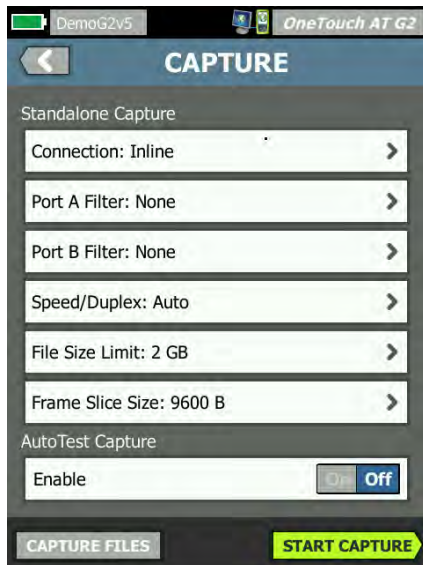 DemoG2v5
OneTouch AT G2
CAPTURE
Standalone Capture
Connection: Inline
Port A Filter: None
Port B Filter: None
Speed/Duplex: Auto
File Size Limit: 2 GB
Frame Slice Size: 9600 B
AutoTest Capture
Enable
On Off
CAPTURE FILES
START CAPTURE